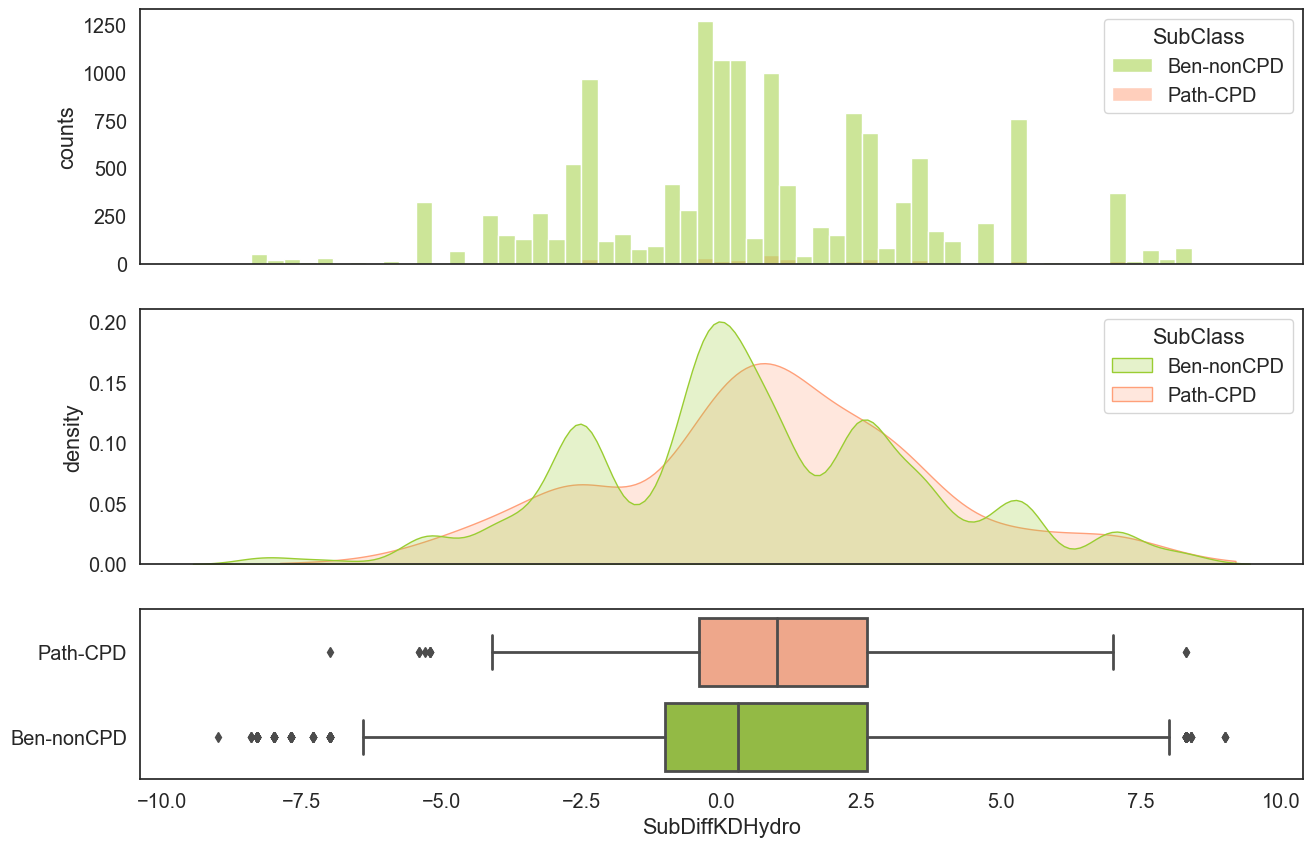 1250
1000
750
500
250
0
counts
SubClass
Ben-nonCPD
Path-CPD
0.20
0.15
0.10
0.05
0.00
density
SubClass
Ben-nonCPD
Path-CPD
Path-CPD
Ben-nonCPD
−10.0 −7.5 −5.0 −2.5 0.0 2.5 5.0 7.5 10.0
SubDiffKDHydro